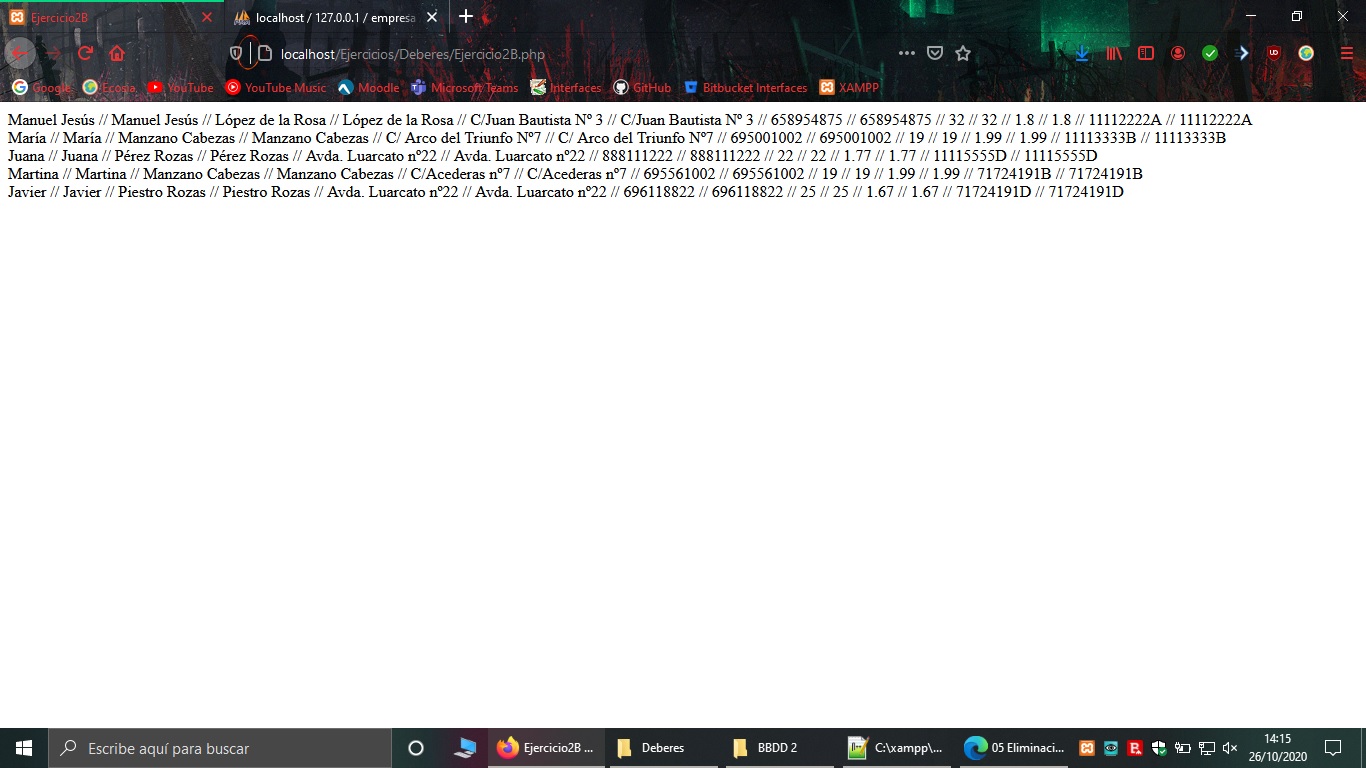 Ejercicio2B
localhost / 127.0.0.1 / empresa
localhost/Ejercicios/Deberes/Ejercicio2B.php
Google Ecosia YouTube YouTube Music Moodle Microsoft Teams Interfaces GitHub Bitbucket Interfaces XAMPP
Manuel Jesús // Manuel Jesús // López de la Rosa // López de la Rosa // C/Juan Bautista Nº 3 // C/Juan Bautista Nº 3 // 658954875 // 658954875 // 32 // 32 // 1.8 // 1.8 // 11112222A // 11112222A
María // María // Manzano Cabezas // Manzano Cabezas // C/ Arco del Triunfo Nº7 // C/ Arco del Triunfo Nº7 // 695001002 // 695001002 // 19 // 19 // 1.99 // 1.99 // 11113333B // 11113333B
Juana // Juana // Pérez Rozas // Pérez Rozas // Avda. Luarcato nº22 // Avda. Luarcato nº22 // 888111222 // 888111222 // 22 // 22 // 1.77 // 1.77 // 11115555D // 11115555D
Martina // Martina // Manzano Cabezas // Manzano Cabezas // C/Acederas nº7 // C/Acederas nº7 // 695561002 // 695561002 // 19 // 19 // 1.99 // 1.99 // 71724191B // 71724191B
Javier // Javier // Piestro Rozas // Piestro Rozas // Avda. Luarcato nº22 // Avda. Luarcato nº22 // 696118822 // 696118822 // 25 // 25 // 1.67 // 1.67 // 71724191D // 71724191D
Escribe aquí para buscar
Ejercicio2B ...
Deberes
BBDD 2
C:\xampp\...
05 Eliminaci...
14:15
26/10/2020